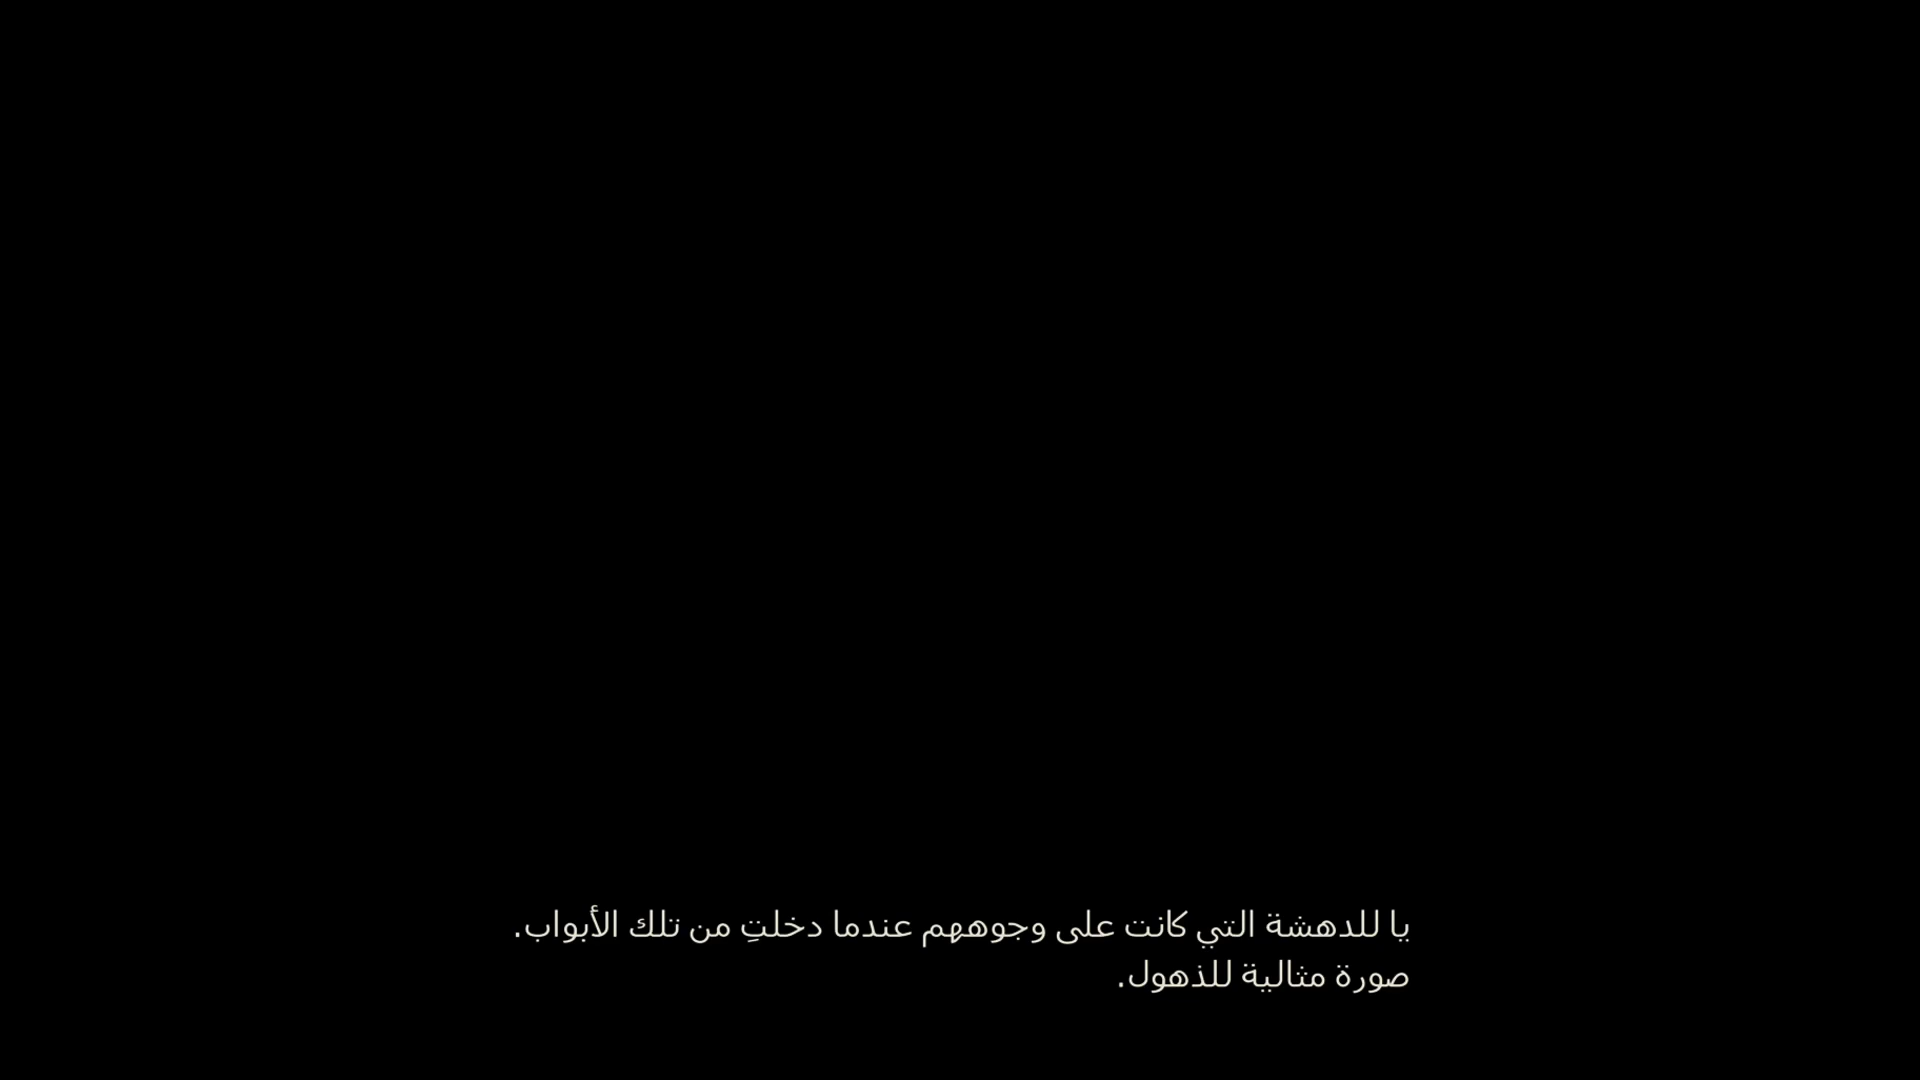 يا للدهشة التي كانت على وجوههم عندما دخلتِ من تلك الأبواب.
صورة مثالية للذهول.